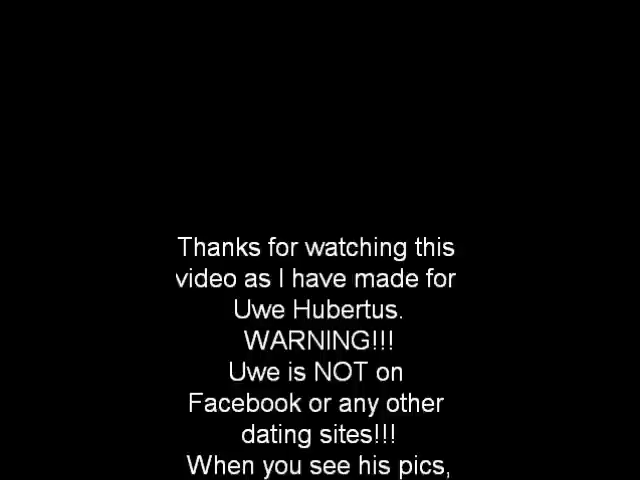 Thanks for watching this
video as I have made for
Uwe Hubertus.
WARNING!!!
Uwe is NOT on
Facebook or any other
dating sites!!!
When you see his pics,